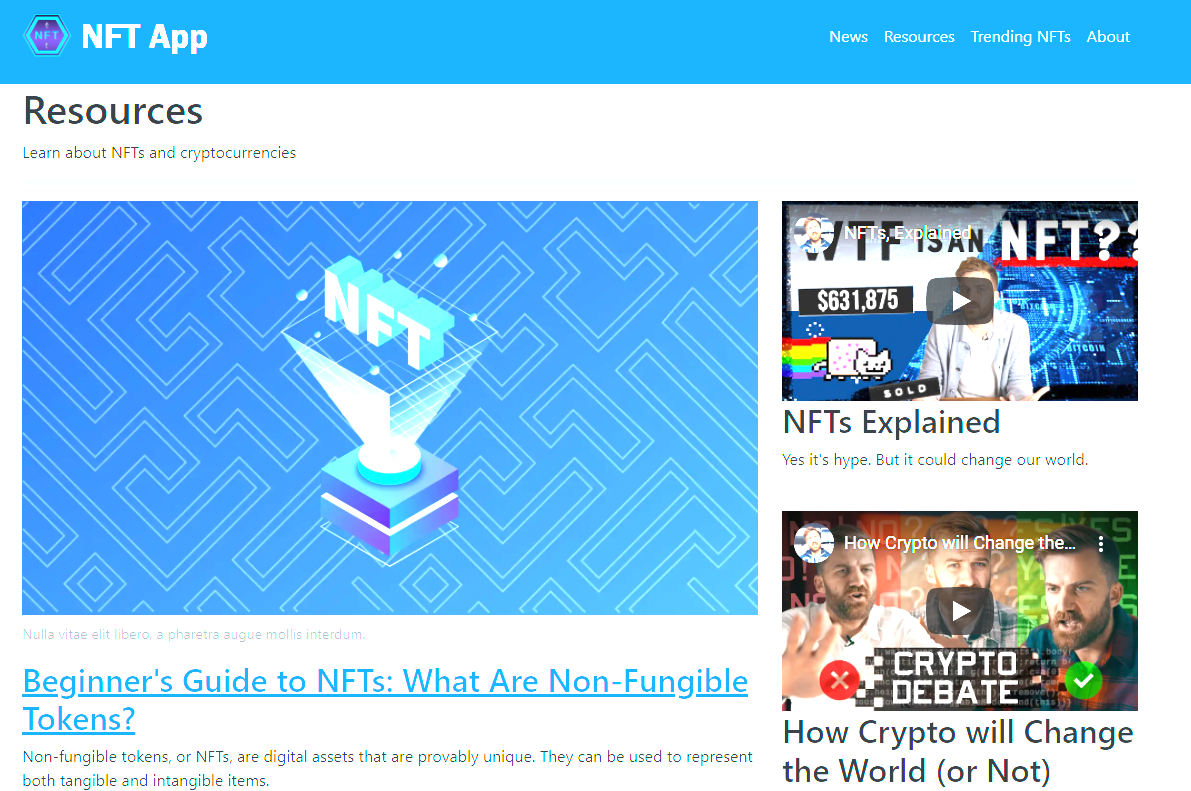 NFT
NFT App
News
Resources
Trending NFTs
About
Resources
Learn about NFTs and cryptocurrencies
NFT
Nulla vitae elit libero, a pharetra augue mollis interdum.
Beginner's Guide to NFTs: What Are Non-Fungible
Tokens?
Non-fungible tokens, or NFTs, are digital assets that are provably unique. They can be used to represent
both tangible and intangible items.
NFTs, Explained
WTF IS AN NFT??
$631,875
BITCOIN
SOLD
NFTs Explained
Yes it's hype. But it could change our world.
How Crypto will Change the...
CRYPTO
DEBATE
How Crypto will Change
the World (or Not)